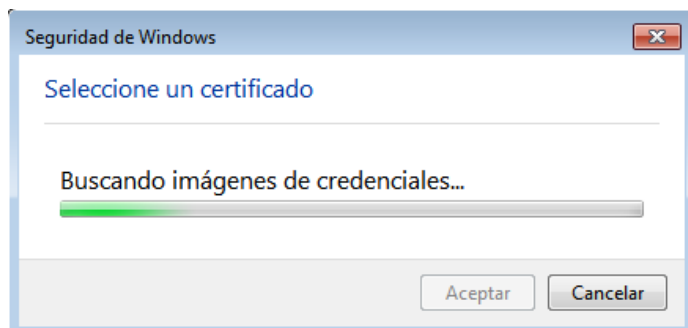 Seguridad de Windows
Seleccione un certificado
Buscando imágenes de credenciales...
Aceptar
Cancelar